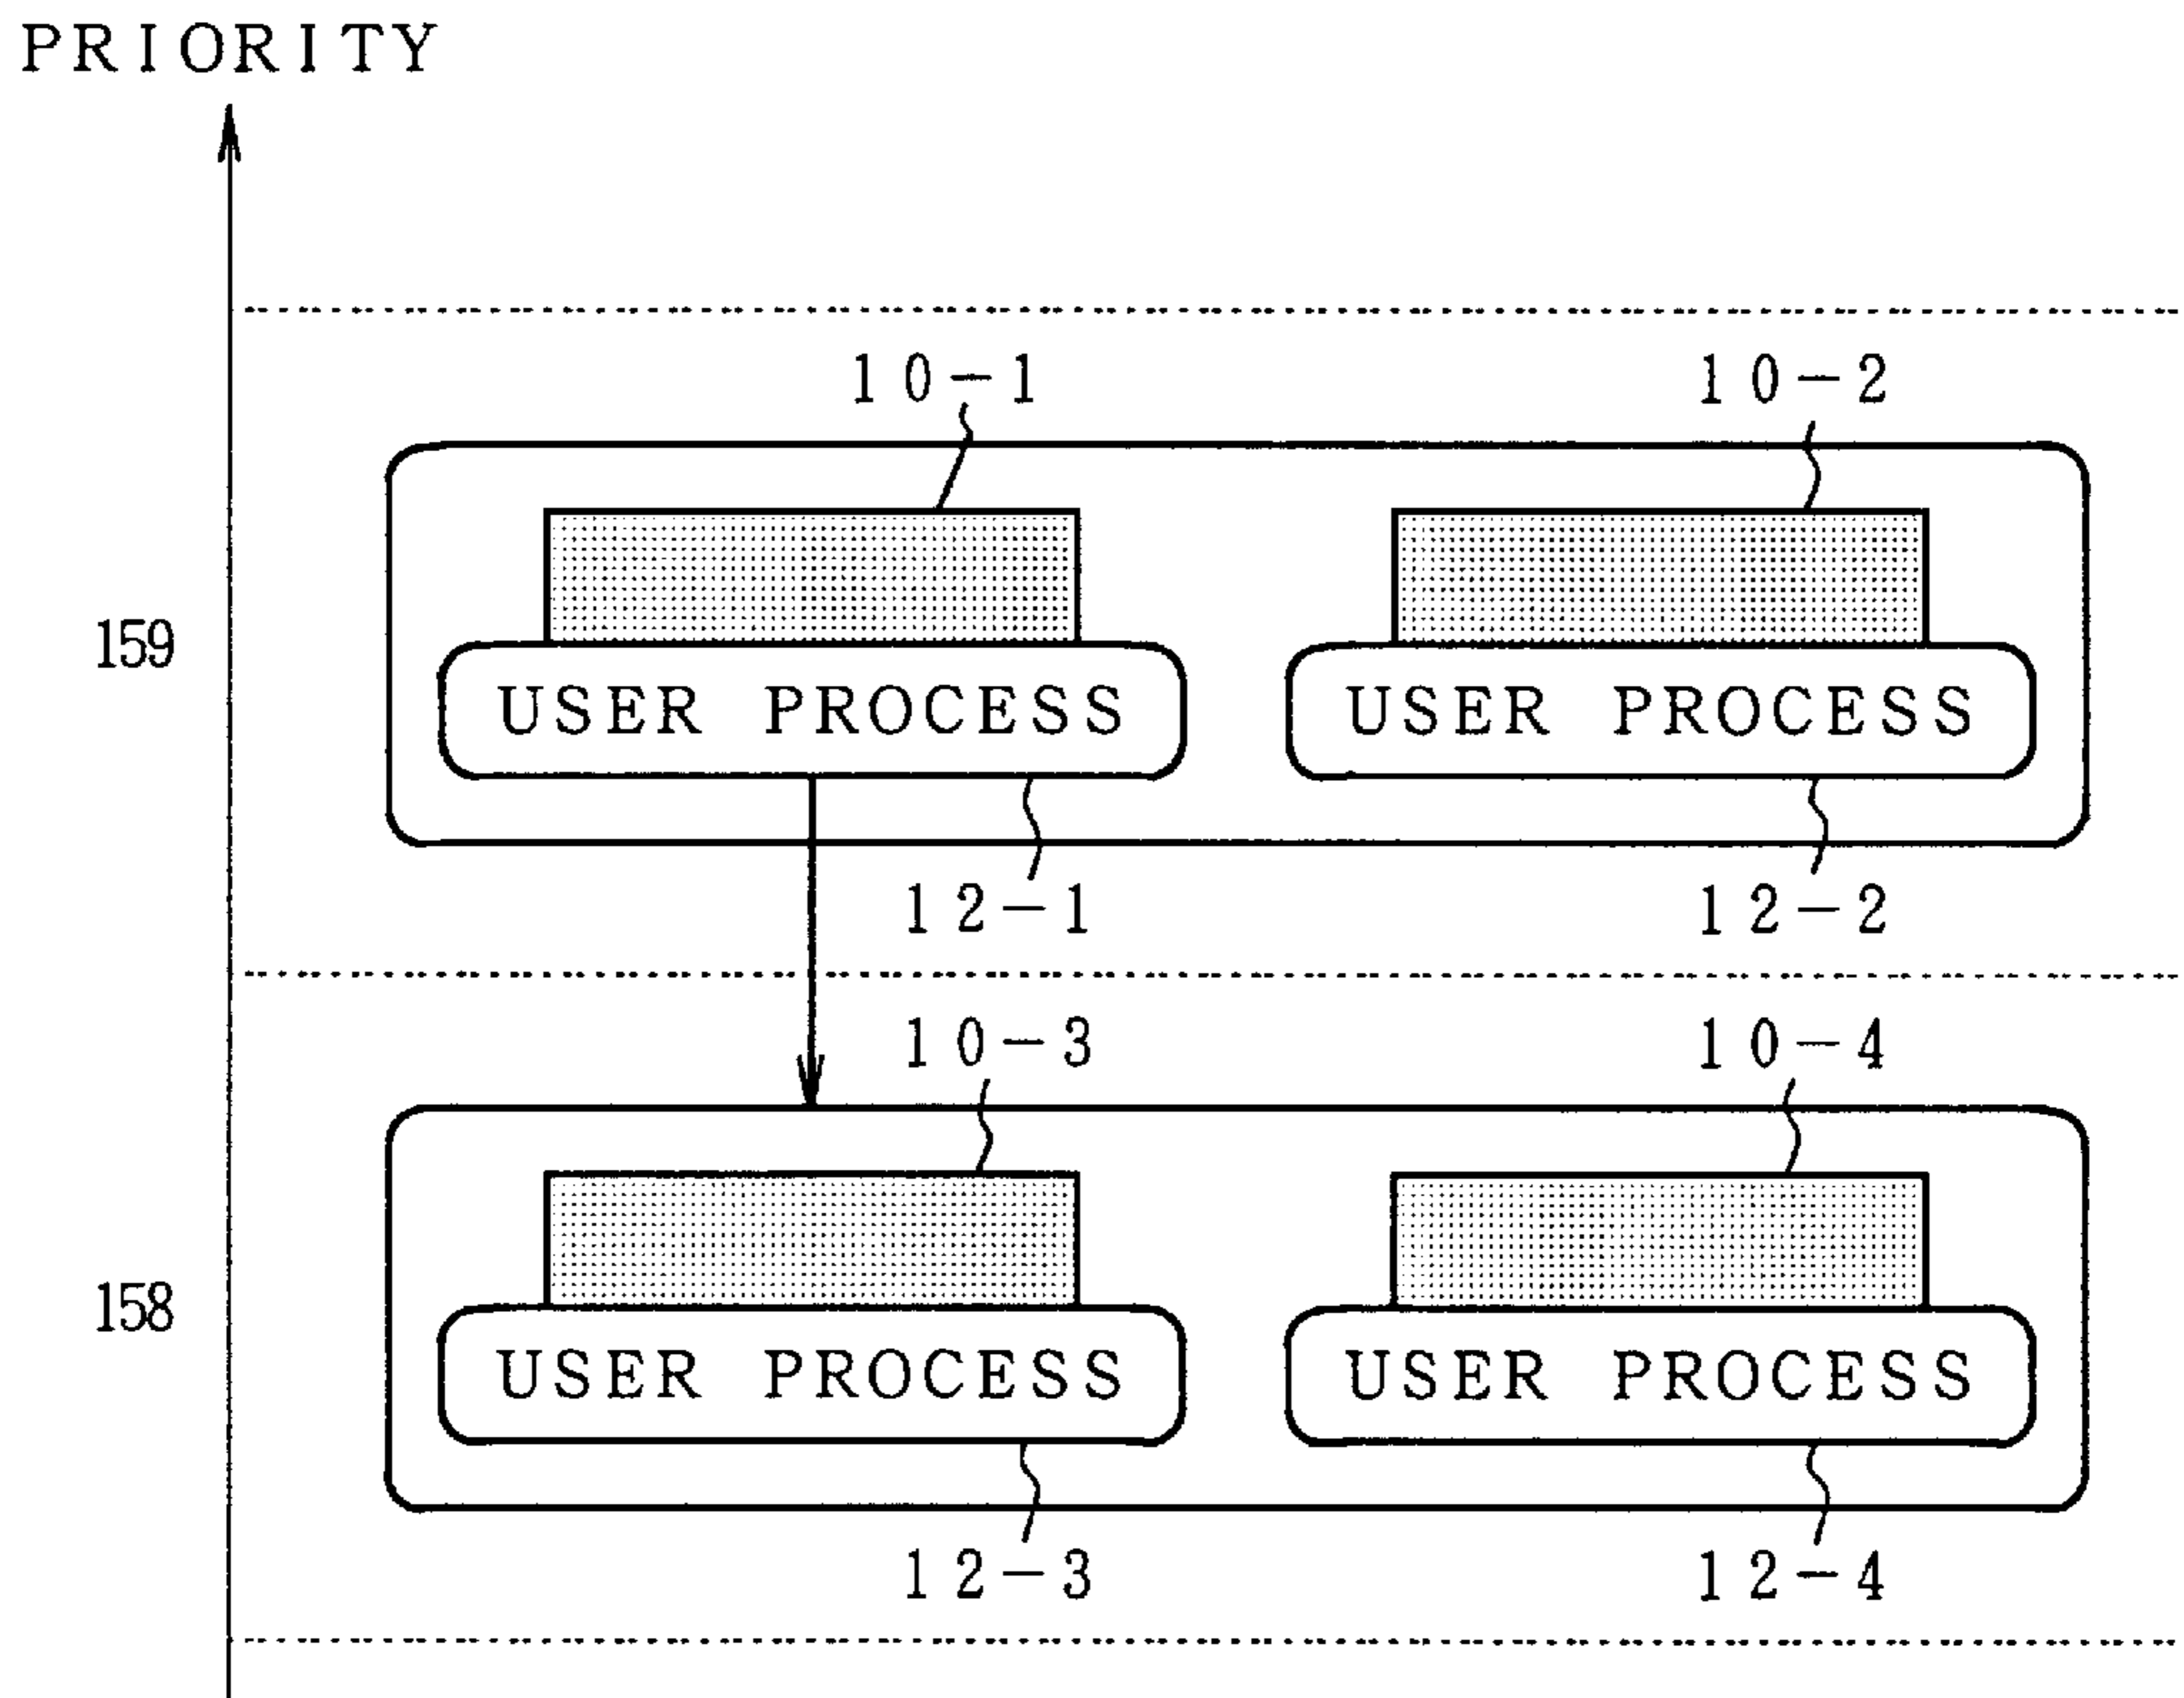 PRIORITY
10-1 10-2
159
USER PROCESS USER PROCESS
12-1 12-2
10-3 10-4
158
USER PROCESS USER PROCESS
12-3 12-4